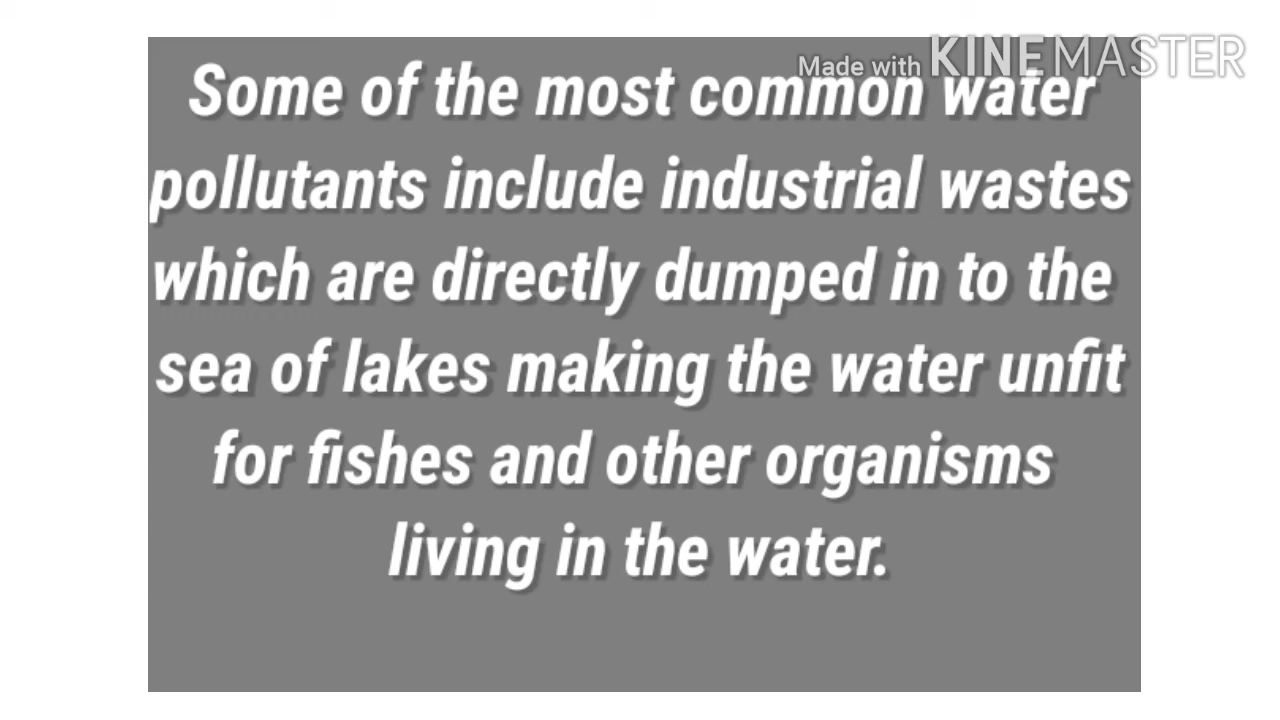 Made with KINEMASTER
Some of the most common water
pollutants include industrial wastes
which are directly dumped in to the
sea of lakes making the water unfit
for fishes and other organisms
living in the water.